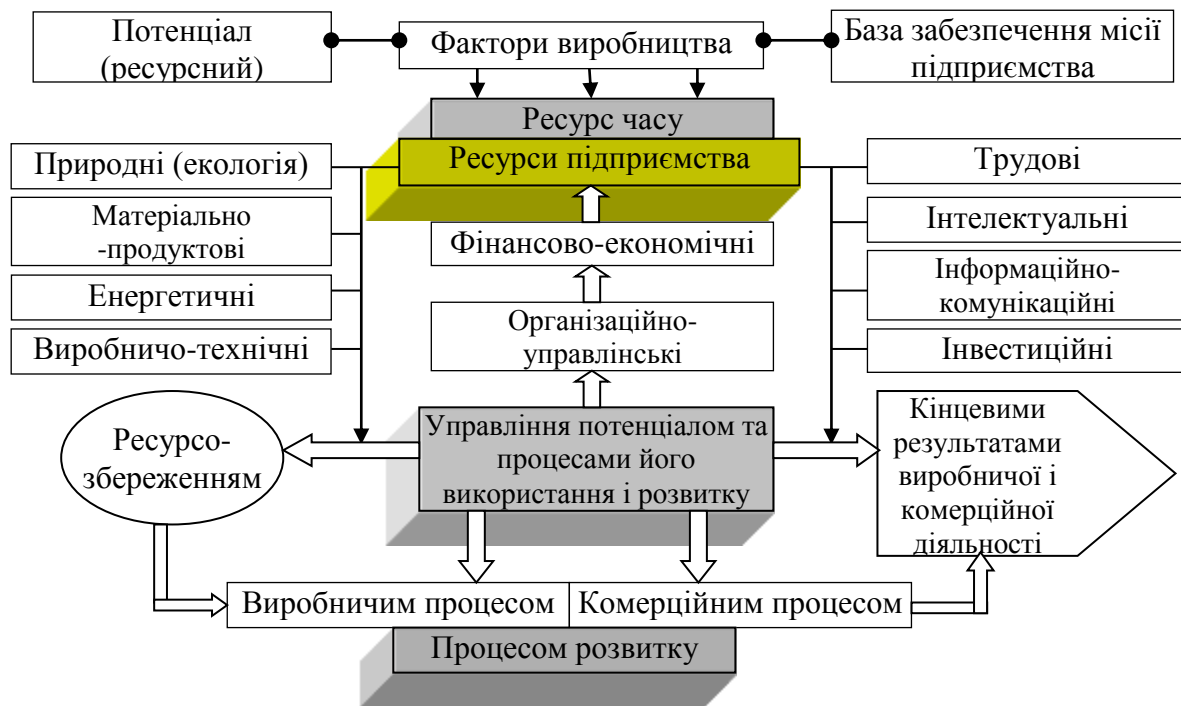 Потенціал
(ресурсний)
Фактори виробництва
База забезпечення місії
підприємства
Ресурс часу
Ресурси підприємства
Природні (екологія)
Матеріально
-продуктові
Енергетичні
Виробничо-технічні
Фінансово-економічні
Організаційно-
управлінські
Трудові
Інтелектуальні
Інформаційно-
комунікаційні
Інвестиційні
Ресурсо-
збереженням
Управління потенціалом та
процесами його
використання і розвитку
Кінцевими
результатами
виробничої і
комерційної
діяльності
Виробничим процесом
Комерційним процесом
Процесом розвитку